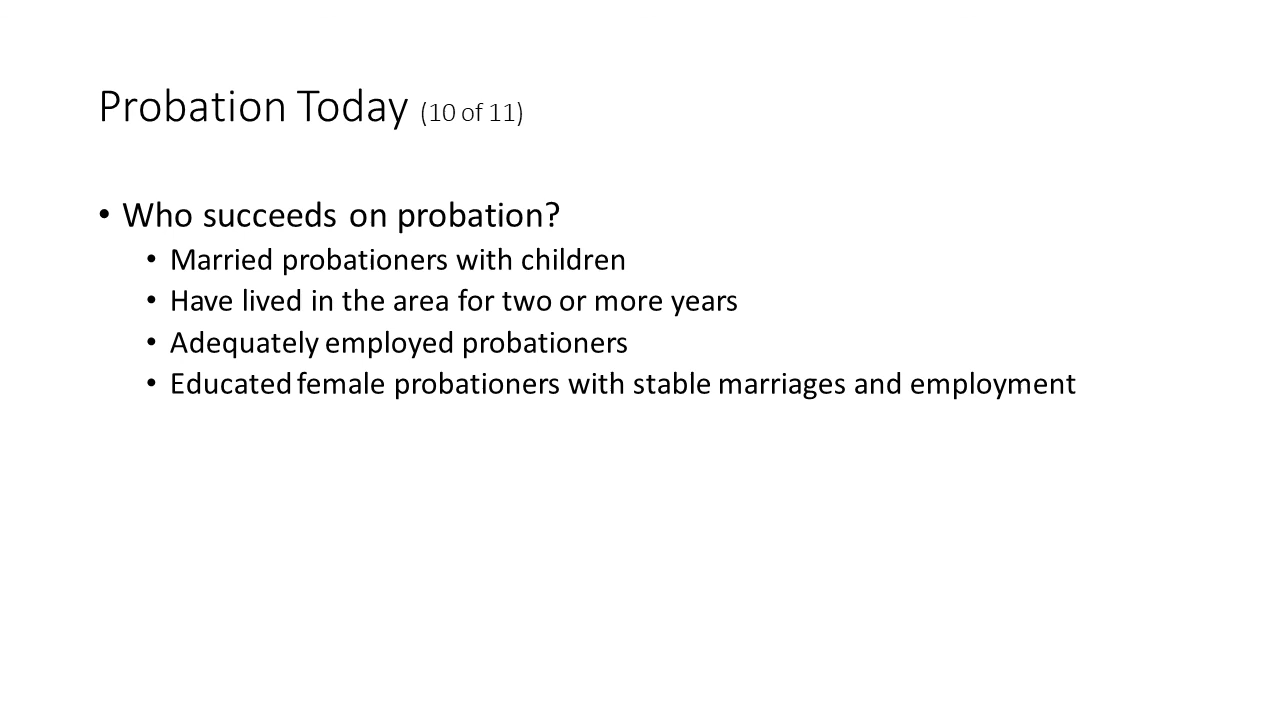 Probation Today (10 of 11)
• Who succeeds on probation?
• Married probationers with children
• Have lived in the area for two or more years
• Adequately employed probationers
• Educated female probationers with stable marriages and employment